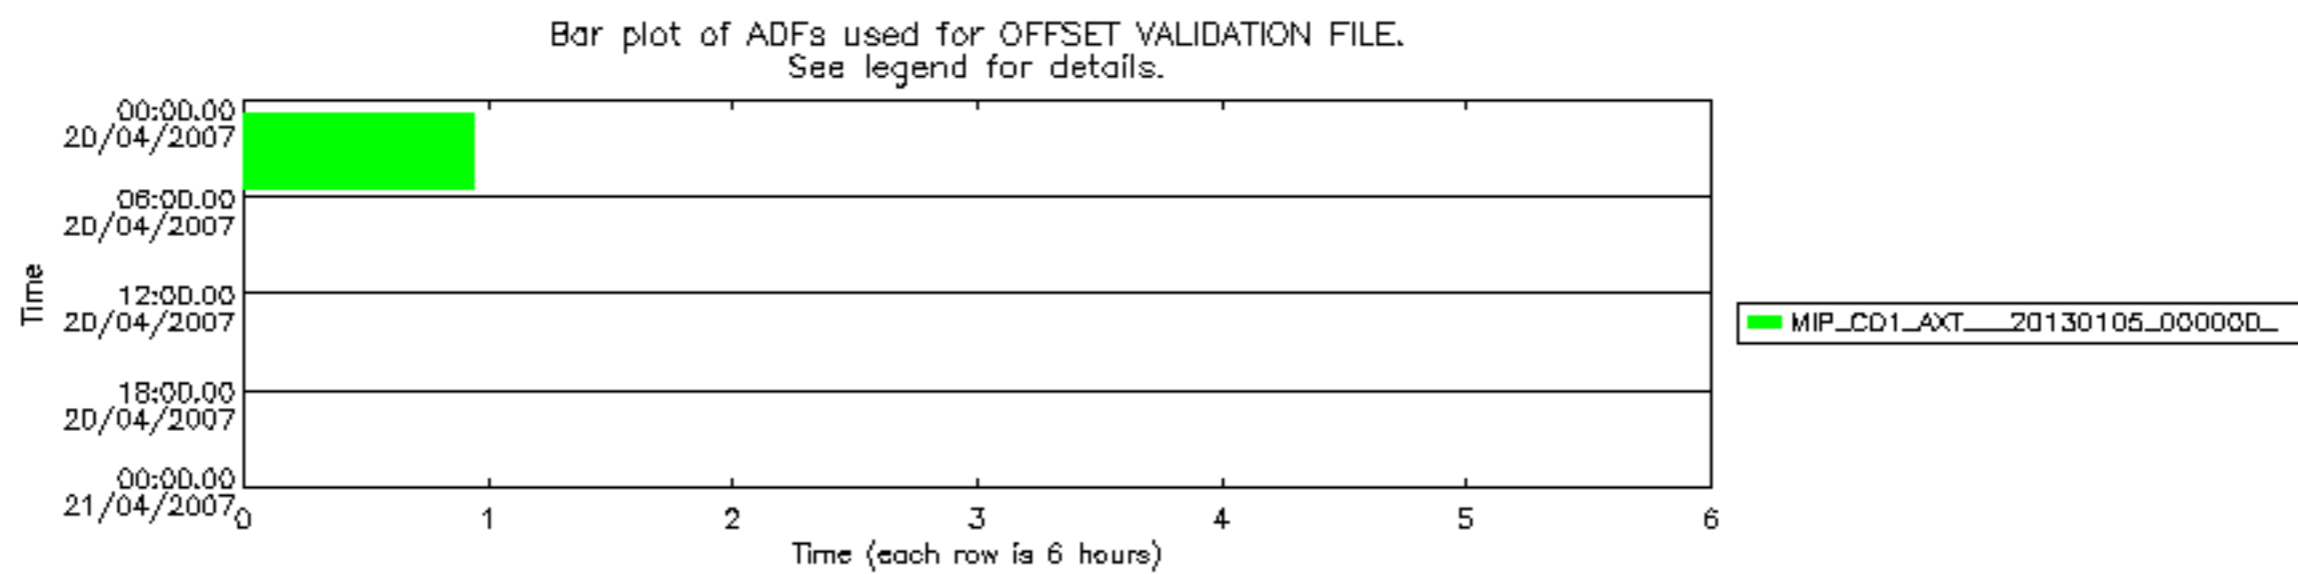 Bar plot of ADFs used for OFFSET VALIDATION FILE.
See legend for details.
00:00.00
20/04/2007
06:00.00
20/04/2007
12:00.00
20/04/2007
18:00.00
20/04/2007
00:00.00
21/04/2007
Time
0 1 2 3 4 5 6
Time (each row is 6 hours)
MIP_CO1_AXT___20130105_000000_